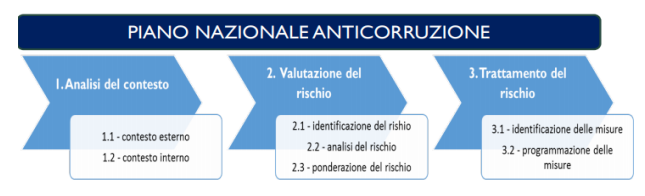 PIANO NAZIONALE ANTICORRUZIONE
1.Analisi del contesto
1.1 - contesto esterno
1.2 - contesto interno
2. Valutazione del
rischio
2.1 - identificazione del rishio
2.2 - analisi del rischio
2.3 - ponderazione del rischio
3.Trattamento del
rischio
3.1 - identificazione delle misure
3.2 - programmazione delle
misure